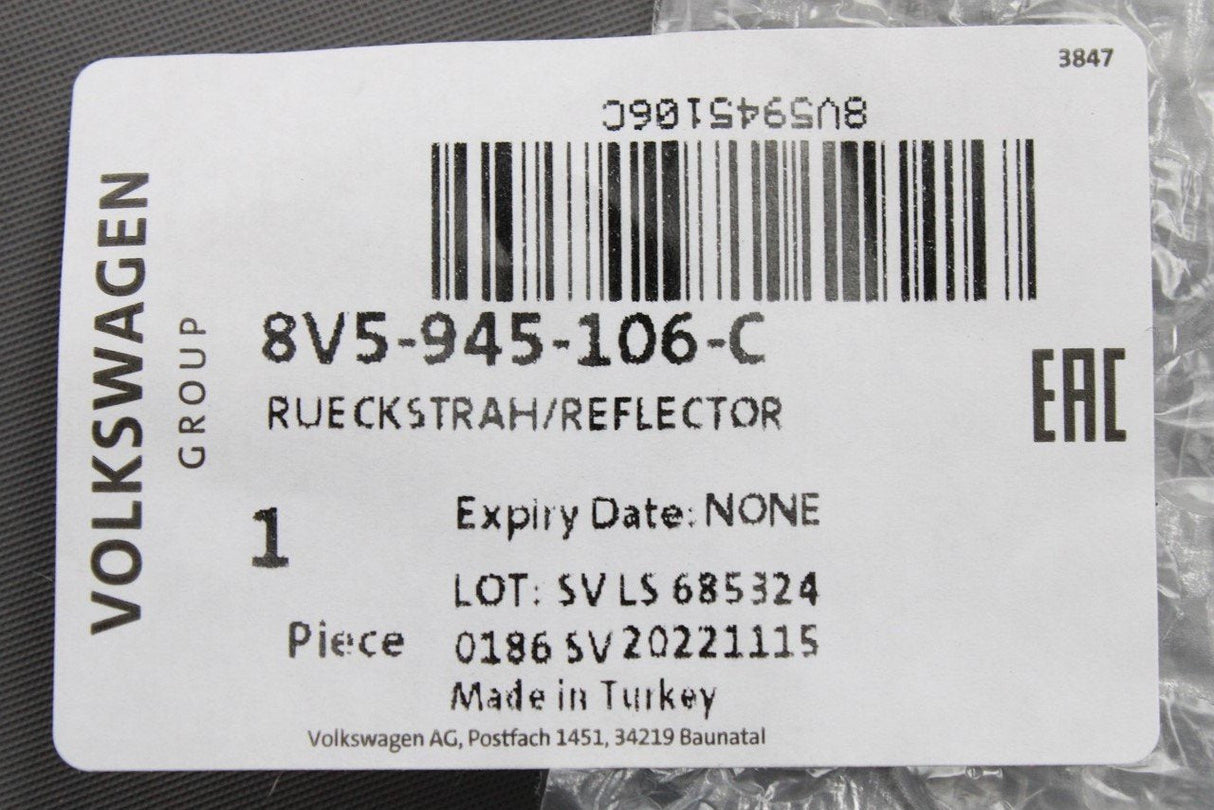 3847
8V5945106C
VOLKSWAGEN
GROUP
8V5-945-106-C
RUECKSTRAH/REFLECTOR
EAC
1
Piece
Expiry Date: NONE
LOT: SV LS 685324
0186 SV 20221115
Made in Turkey
Volkswagen AG, Postfach 1451, 34219 Baunatal